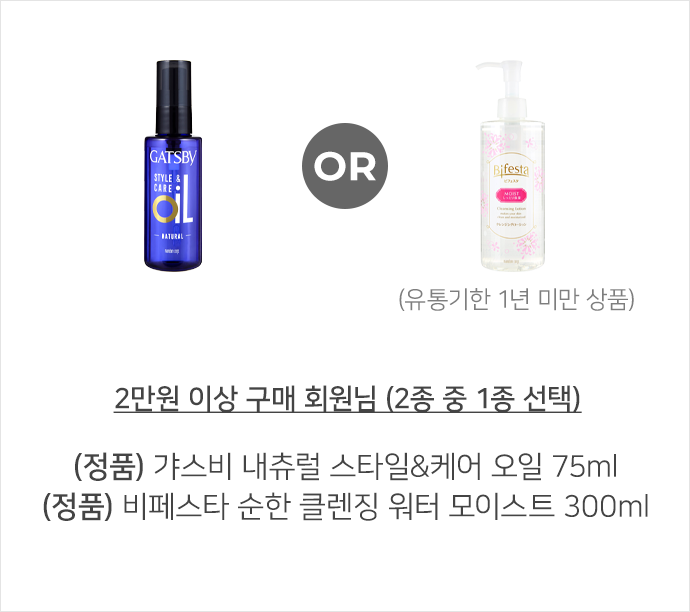 GATSBY
STYLE &
CARE
OiL
NATURAL
OR
Bifesta
MOIST
Cleansing Lotion
(유통기한 1년 미만 상품)
2만원 이상 구매 회원님 (2종 중 1종 선택)
(정품) 갸스비 내츄럴 스타일&케어 오일 75ml
(정품) 비페스타 순한 클렌징 워터 모이스트 300ml